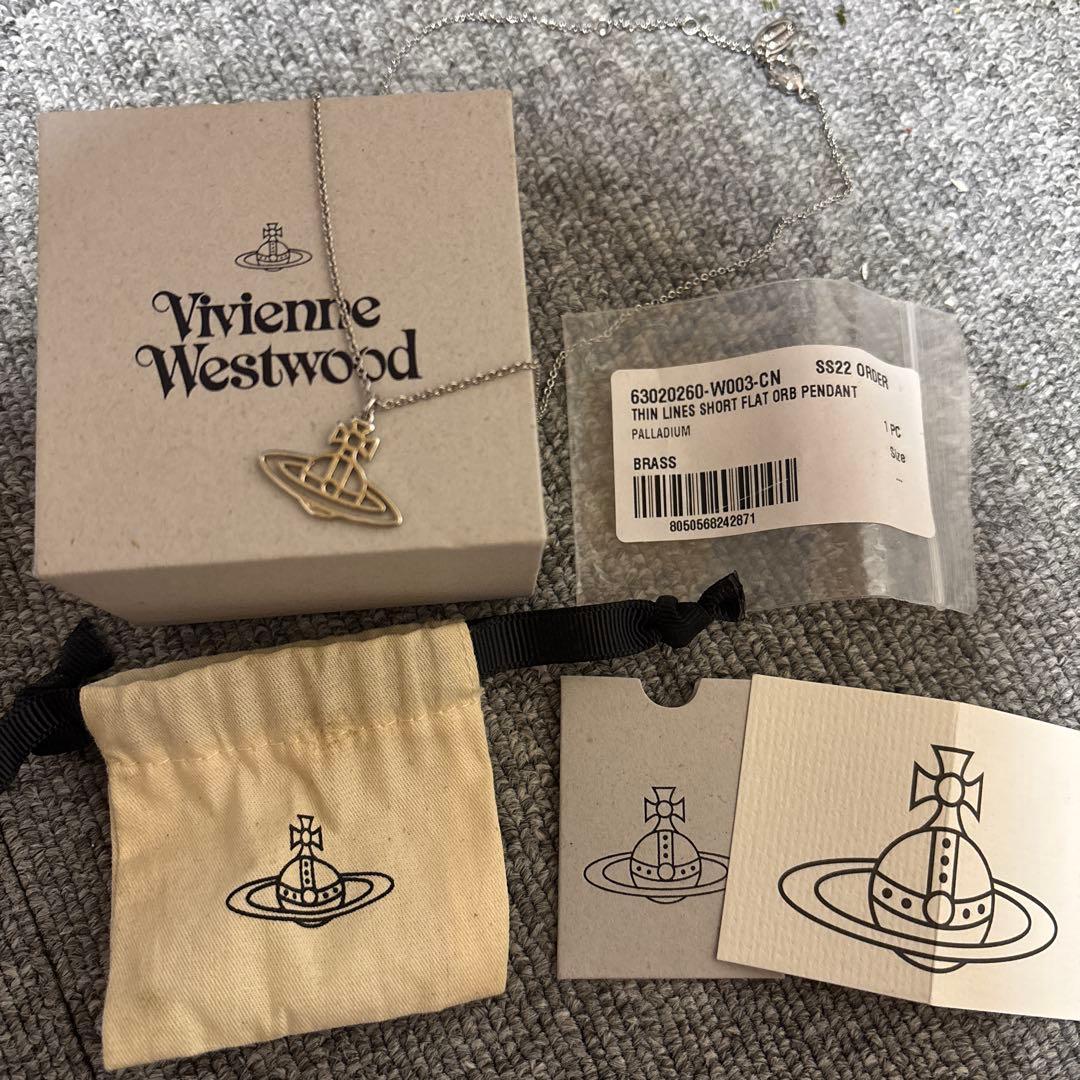 Vivienne
Westwood
63020260-W003-CN SS22 ORDER
THIN LINES SHORT FLAT ORB PENDANT
PALLADIUM 1 PC
Size
BRASS --
8050568242871